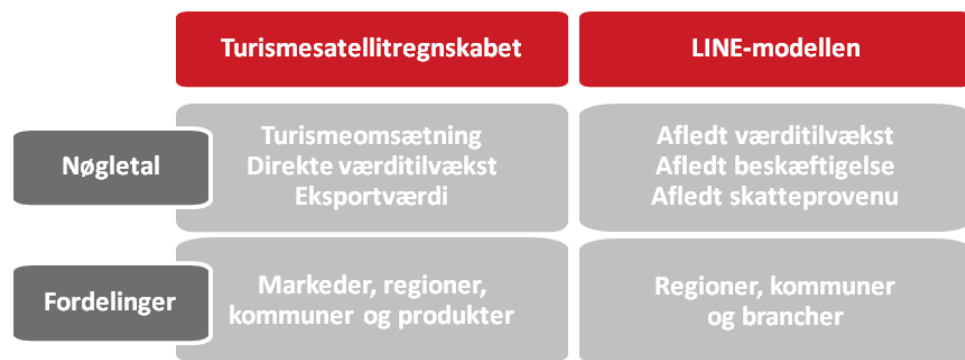 Turismesatellitregnskabet
LINE-modellen
Nøgletal
Turismeomsætning
Direkte værditilvækst
Eksportværdi
Afledt værditilvækst
Afledt beskæftigelse
Afledt skatteprovenu
Fordelinger
Markeder, regioner,
kommuner og produkter
Regioner, kommuner
og brancher